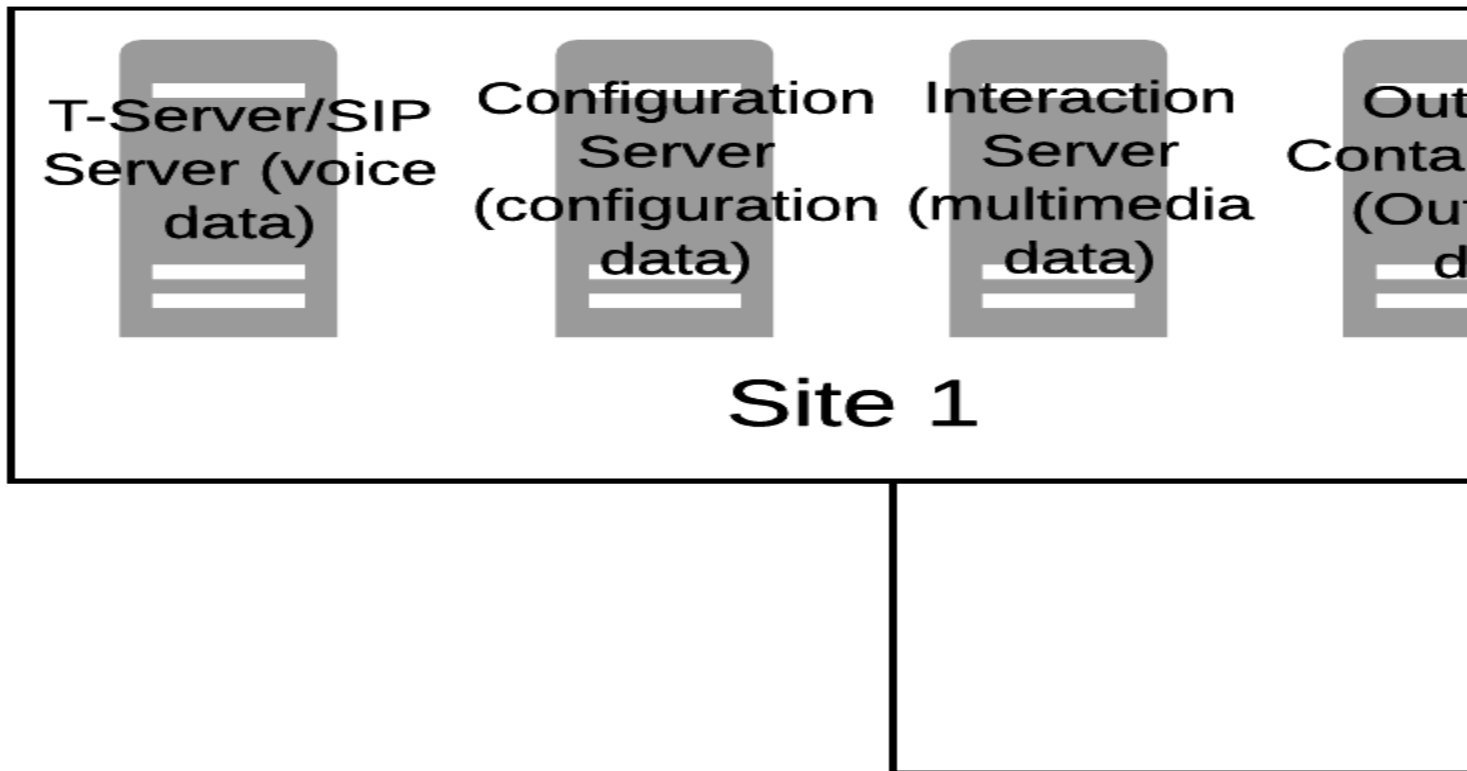 T-Server/SIP
Server (voice
data)
Configuration
Server
(configuration
data)
Interaction
Server
(multimedia
data)
Site 1